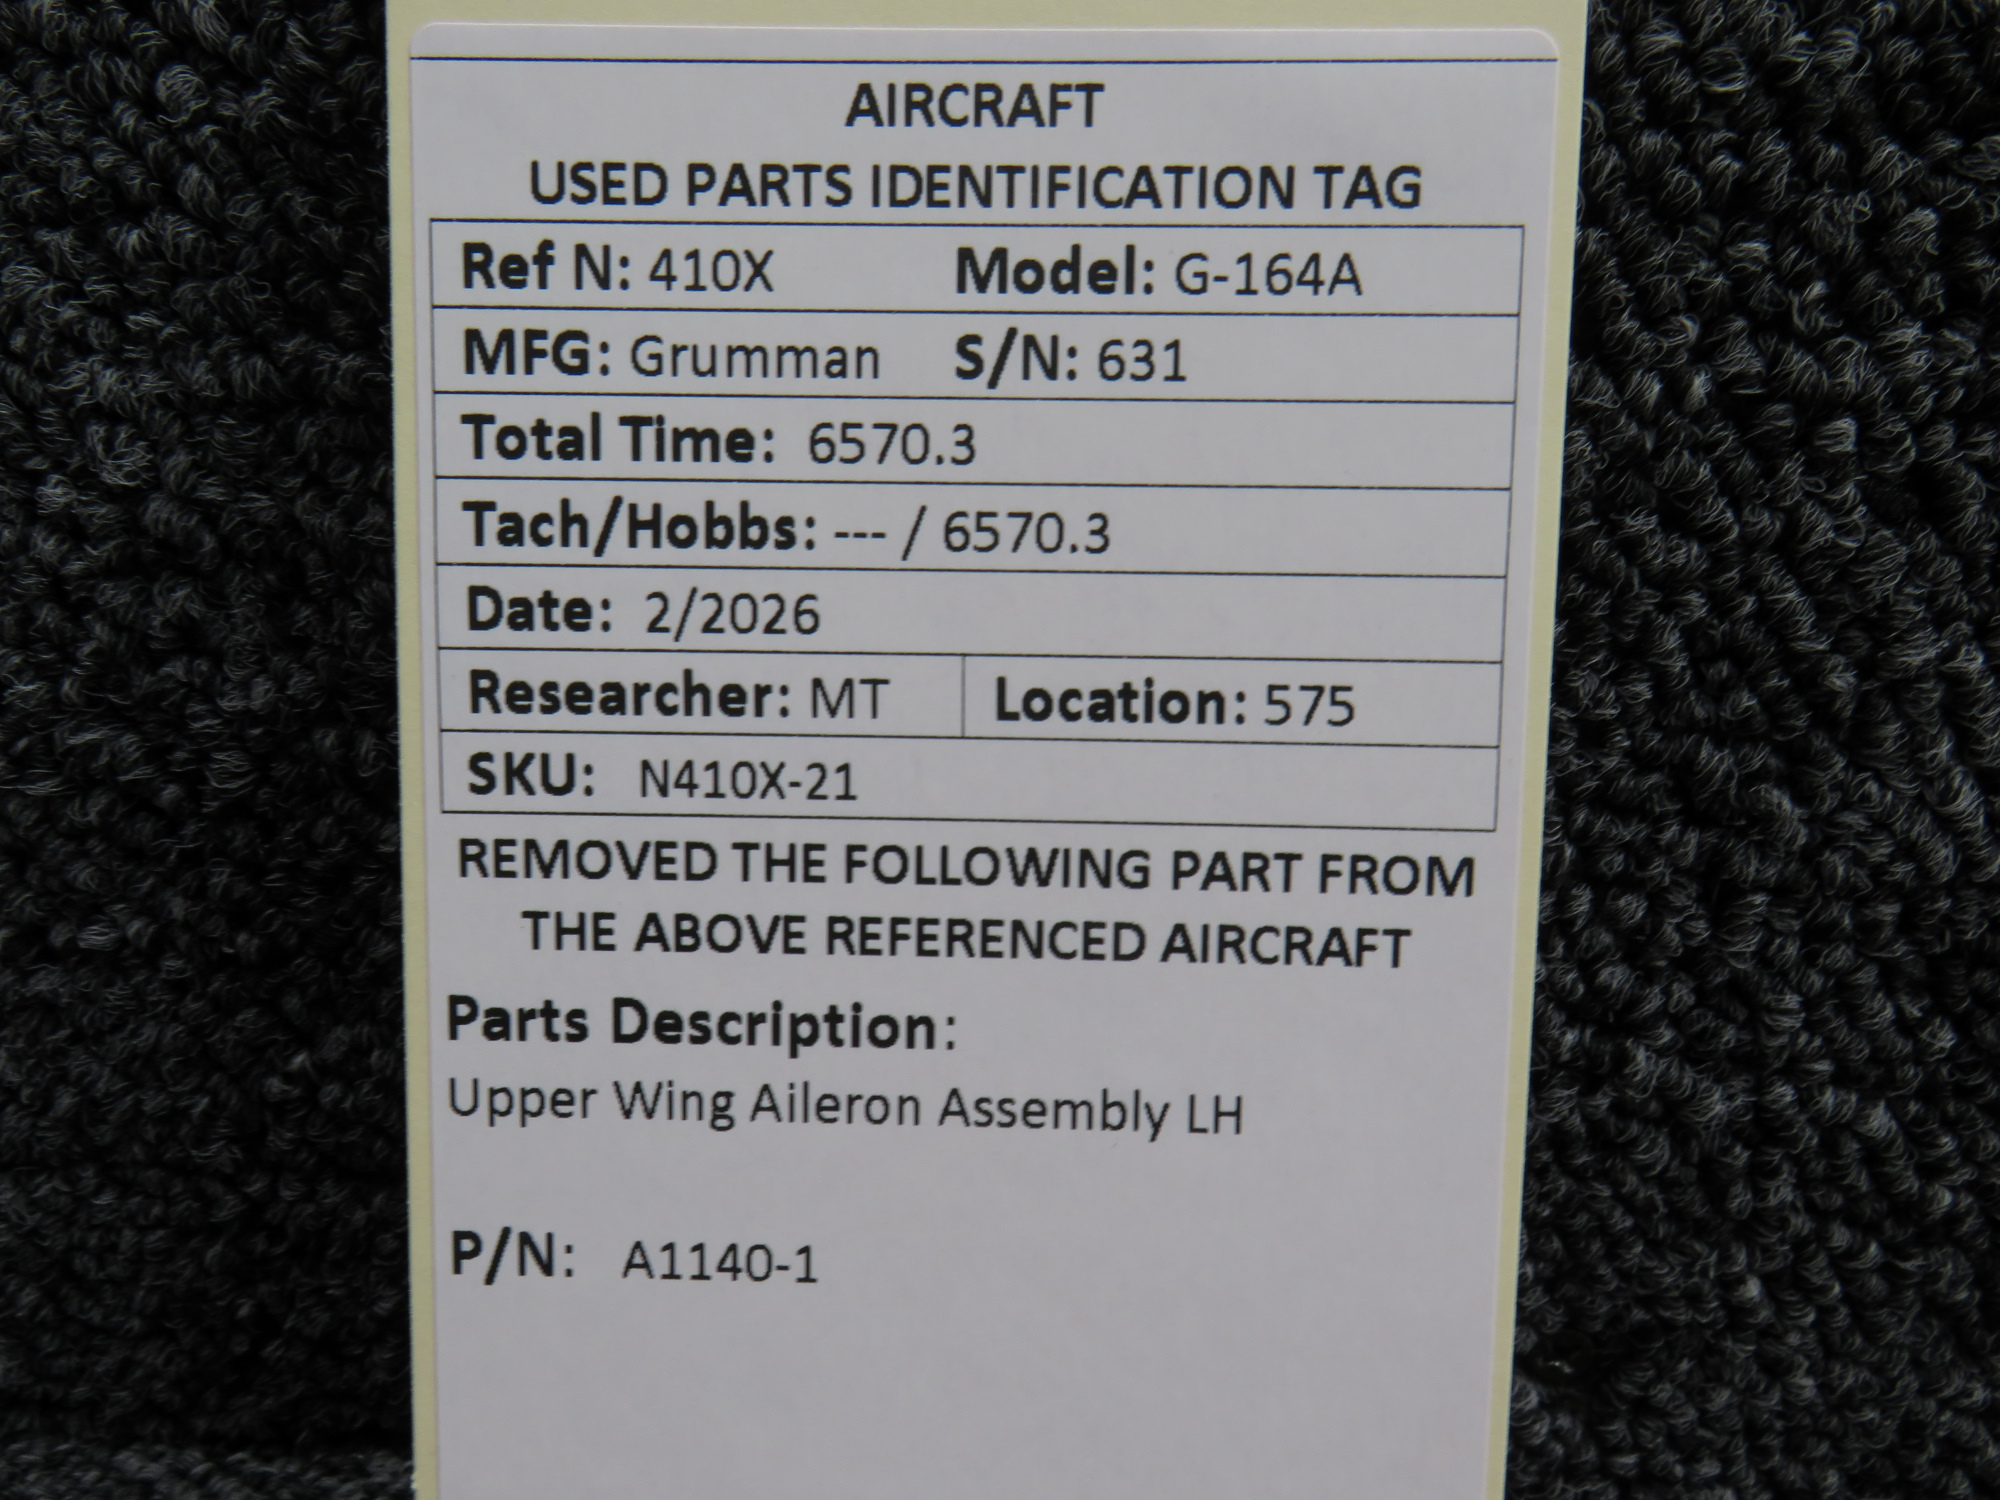 AIRCRAFT
USED PARTS IDENTIFICATION TAG
Ref N: 410X Model: G-164A
MFG: Grumman S/N: 631
Total Time: 6570.3
Tach/Hobbs: --- / 6570.3
Date: 2/2026
Researcher: MT Location: 575
SKU: N410X-21
REMOVED THE FOLLOWING PART FROM
THE ABOVE REFERENCED AIRCRAFT
Parts Description:
Upper Wing Aileron Assembly LH
P/N: A1140-1